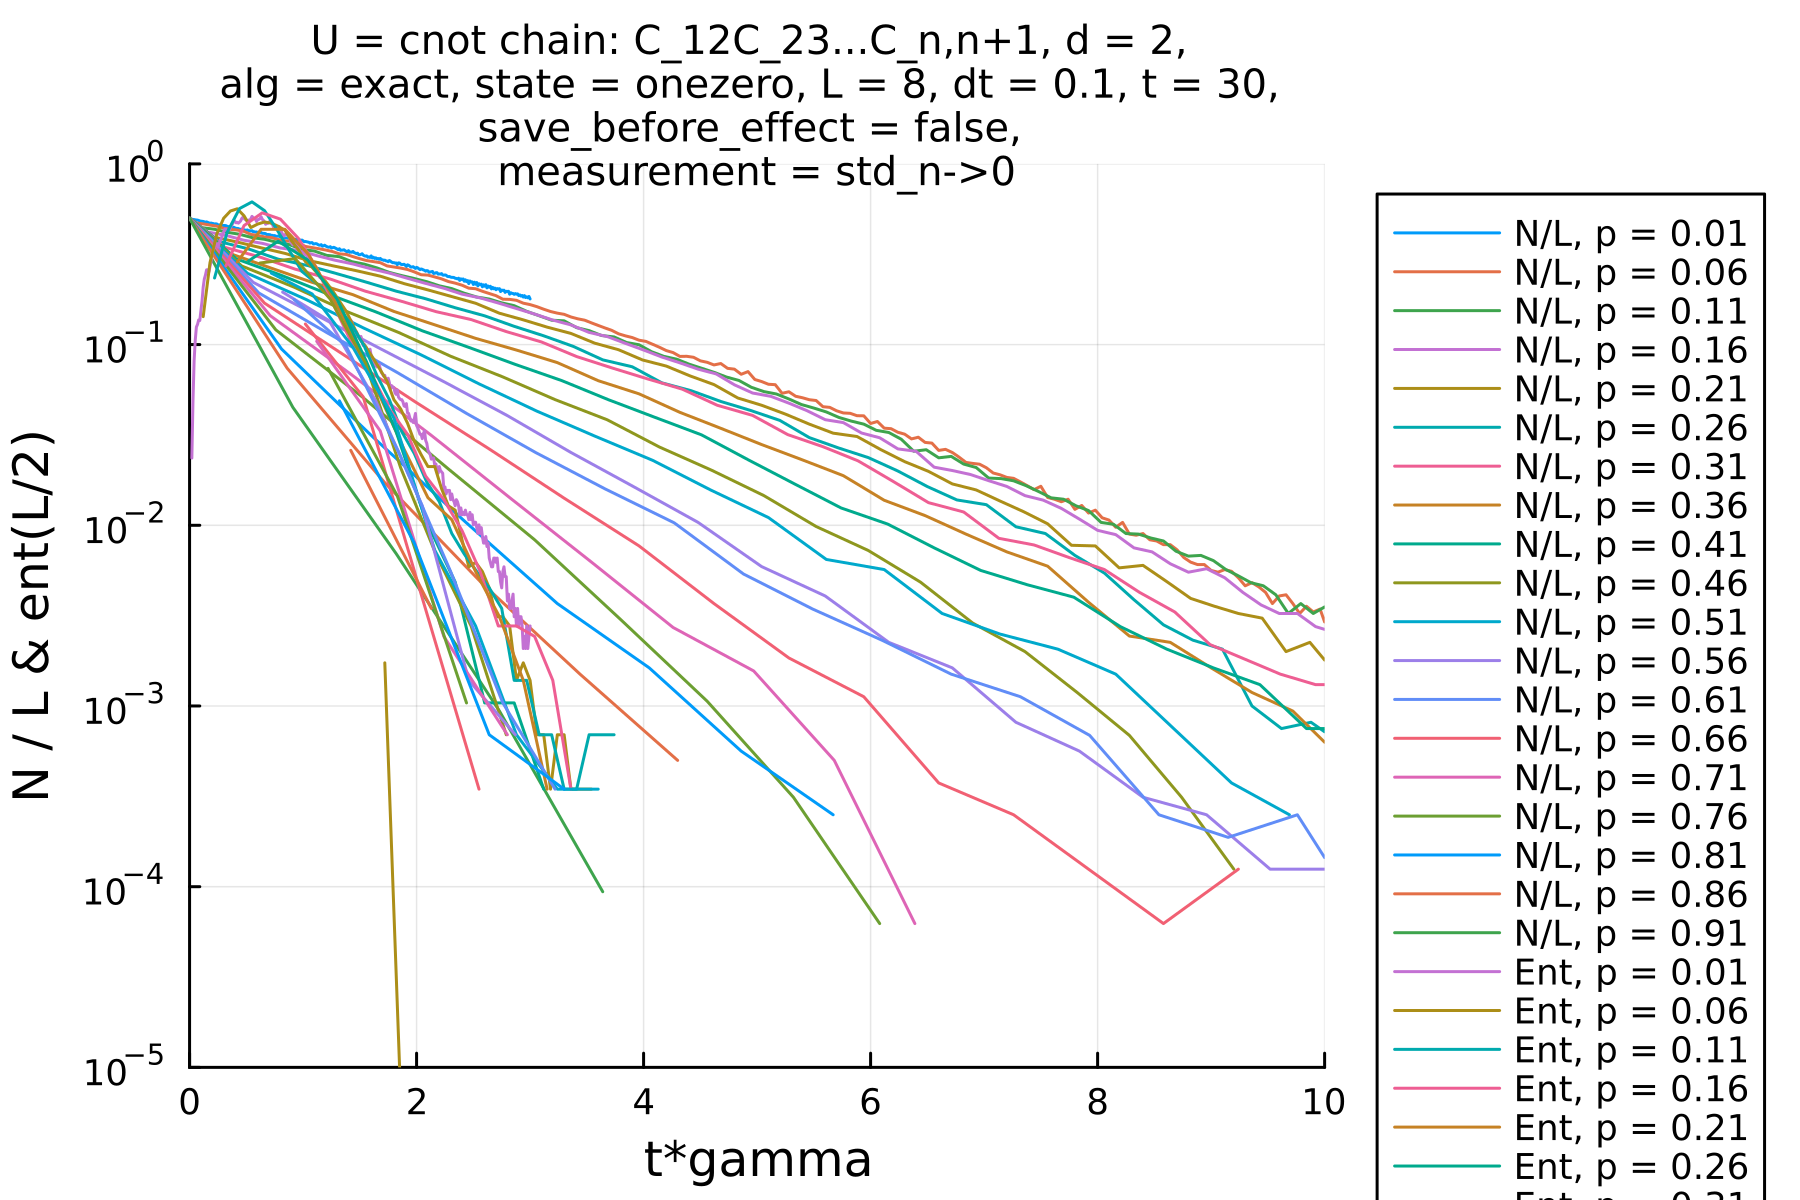 U = cnot chain: C_12C_23...C_n,n+1, d = 2,
alg = exact, state = onezero, L = 8, dt = 0.1, t = 30,
save_before_effect = false,
measurement = std_n->0
10^0
10^−1
10^−2
10^−3
10^−4
10^−5
N / L & ent(L/2)
0 2 4 6 8 10
t*gamma
N/L, p = 0.01
N/L, p = 0.06
N/L, p = 0.11
N/L, p = 0.16
N/L, p = 0.21
N/L, p = 0.26
N/L, p = 0.31
N/L, p = 0.36
N/L, p = 0.41
N/L, p = 0.46
N/L, p = 0.51
N/L, p = 0.56
N/L, p = 0.61
N/L, p = 0.66
N/L, p = 0.71
N/L, p = 0.76
N/L, p = 0.81
N/L, p = 0.86
N/L, p = 0.91
Ent, p = 0.01
Ent, p = 0.06
Ent, p = 0.11
Ent, p = 0.16
Ent, p = 0.21
Ent, p = 0.26